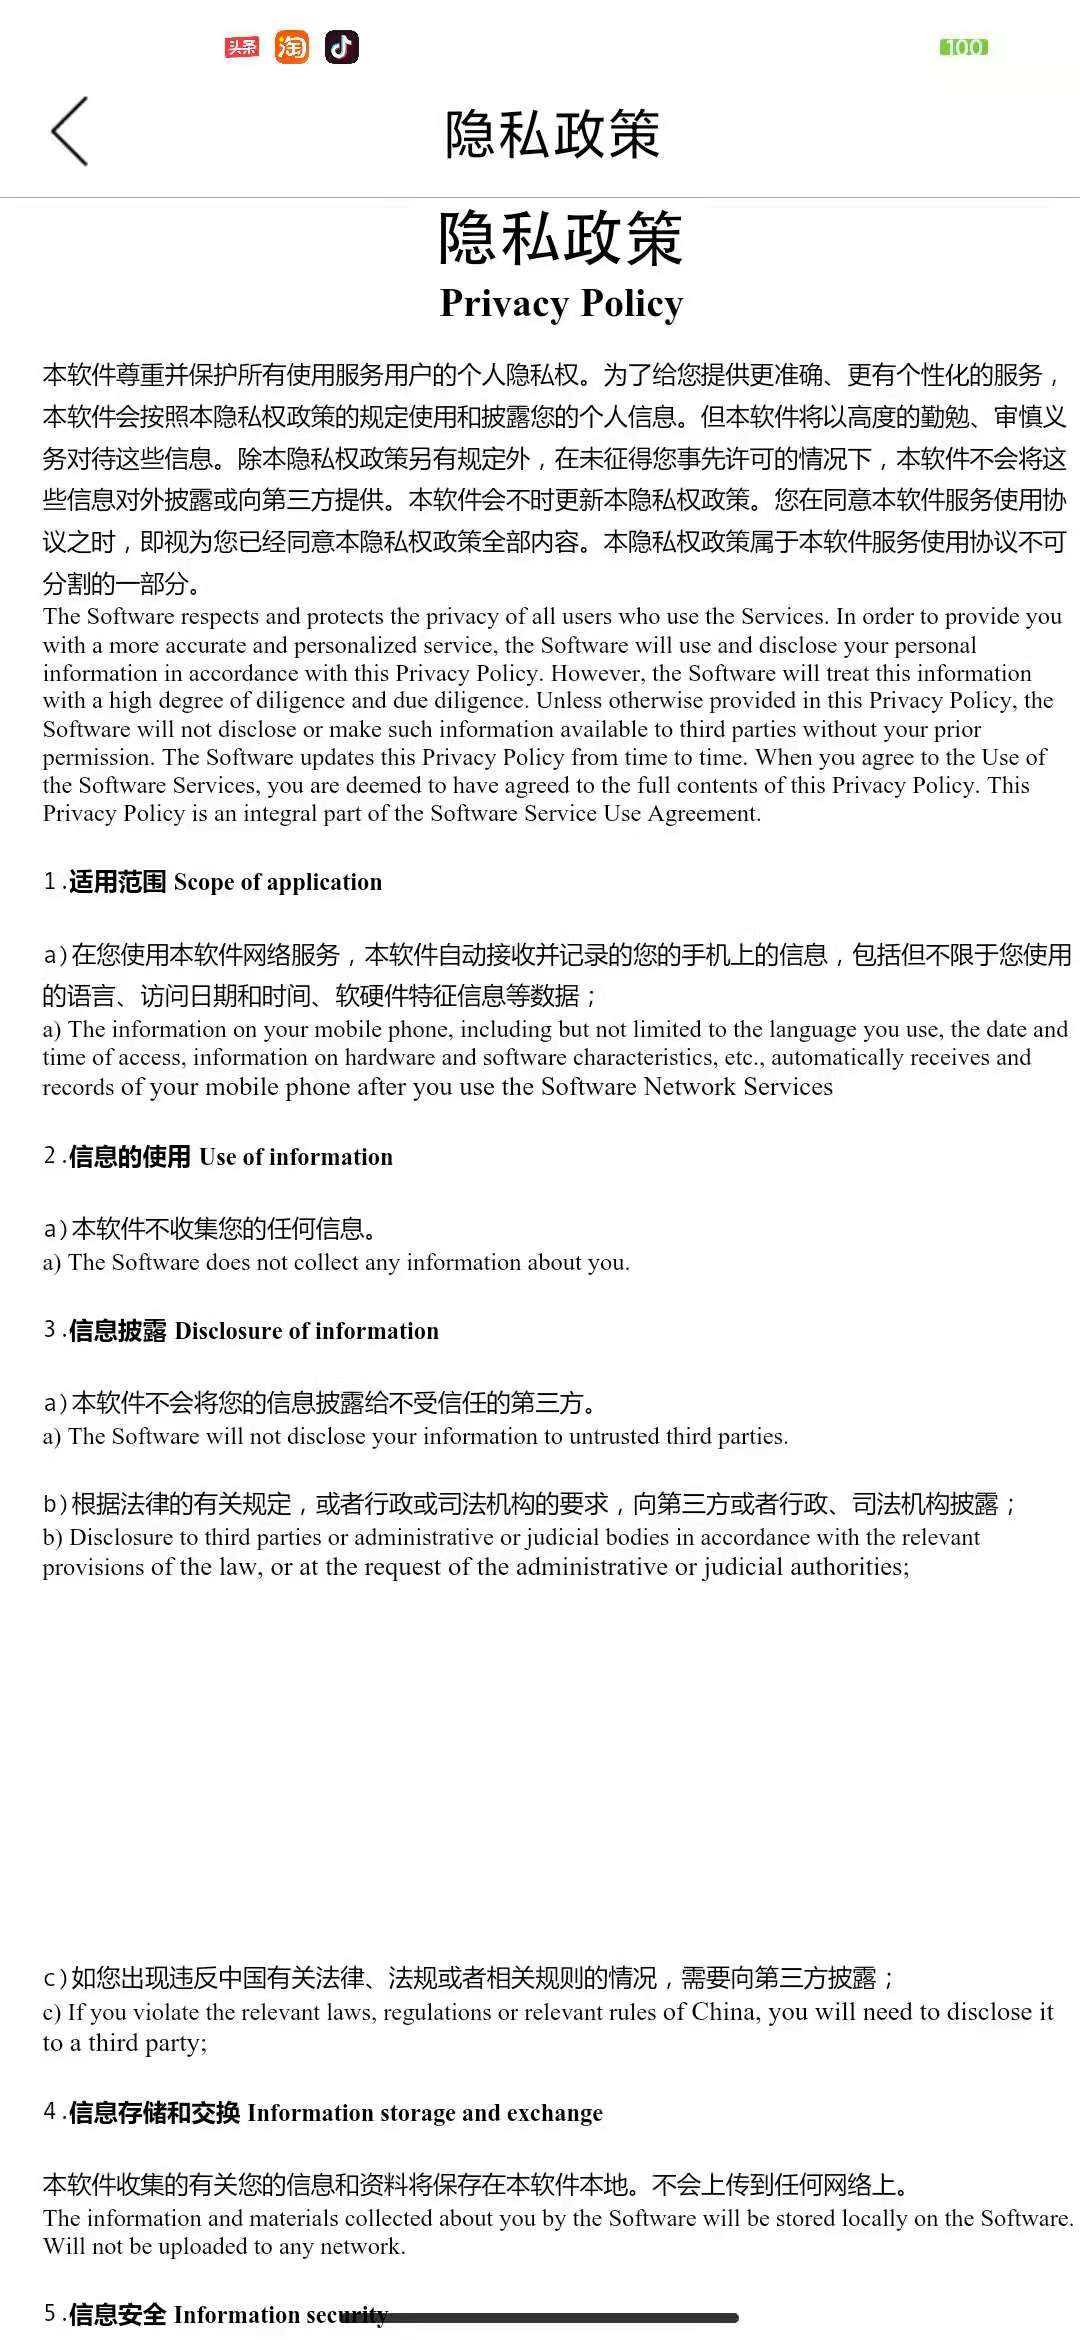 头条 淘 100
隐私政策
隐私政策
Privacy Policy
本软件尊重并保护所有使用服务用户的个人隐私权。为了给您提供更准确、更有个性化的服务，
本软件会按照本隐私权政策的规定使用和披露您的个人信息。但本软件将以高度的勤勉、审慎义
务对待这些信息。除本隐私权政策另有规定外，在未征得您事先许可的情况下，本软件不会将这
些信息对外披露或向第三方提供。本软件会不时更新本隐私权政策。您在同意本软件服务使用协
议之时，即视为您已经同意本隐私权政策全部内容。本隐私权政策属于本软件服务使用协议不可
分割的一部分。
The Software respects and protects the privacy of all users who use the Services. In order to provide you
with a more accurate and personalized service, the Software will use and disclose your personal
information in accordance with this Privacy Policy. However, the Software will treat this information
with a high degree of diligence and due diligence. Unless otherwise provided in this Privacy Policy, the
Software will not disclose or make such information available to third parties without your prior
permission. The Software updates this Privacy Policy from time to time. When you agree to the Use of
the Software Services, you are deemed to have agreed to the full contents of this Privacy Policy. This
Privacy Policy is an integral part of the Software Service Use Agreement.
1.适用范围 Scope of application
a)在您使用本软件网络服务，本软件自动接收并记录的您的手机上的信息，包括但不限于您使用
的语言、访问日期和时间、软硬件特征信息等数据；
a) The information on your mobile phone, including but not limited to the language you use, the date and
time of access, information on hardware and software characteristics, etc., automatically receives and
records of your mobile phone after you use the Software Network Services
2.信息的使用 Use of information
a)本软件不收集您的任何信息。
a) The Software does not collect any information about you.
3.信息披露 Disclosure of information
a)本软件不会将您的信息披露给不受信任的第三方。
a) The Software will not disclose your information to untrusted third parties.
b)根据法律的有关规定，或者行政或司法机构的要求，向第三方或者行政、司法机构披露；
b) Disclosure to third parties or administrative or judicial bodies in accordance with the relevant
provisions of the law, or at the request of the administrative or judicial authorities;
c)如您出现违反中国有关法律、法规或者相关规则的情况，需要向第三方披露；
c) If you violate the relevant laws, regulations or relevant rules of China, you will need to disclose it
to a third party;
4.信息存储和交换 Information storage and exchange
本软件收集的有关您的信息和资料将保存在本软件本地。不会上传到任何网络上。
The information and materials collected about you by the Software will be stored locally on the Software.
Will not be uploaded to any network.
5.信息安全 Information security